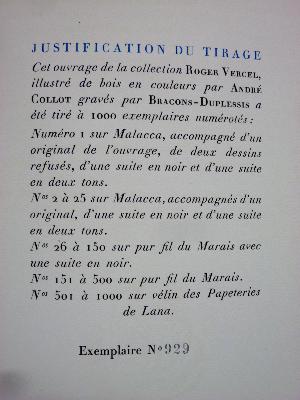 JUSTIFICATION DU TIRAGE
Cet ouvrage de la collection ROGER VERCEL,
illustré de bois en couleurs par ANDRÉ
COLLOT gravés par BRACONS-DUPLESSIS a
été tiré à 1000 exemplaires numérotés:
Numéro 1 sur Malacca, accompagné d'un
original de l'ouvrage, de deux dessins
refusés, d'une suite en noir et d'une suite
en deux tons.
Nos 2 à 25 sur Malacca, accompagnés d'un
original, d'une suite en noir et d'une suite
en deux tons.
Nos 26 à 150 sur pur fil du Marais avec
une suite en noir.
Nos 151 à 500 sur pur fil du Marais.
Nos 501 à 1000 sur vélin des Papeteries
de Lana.
Exemplaire No 929